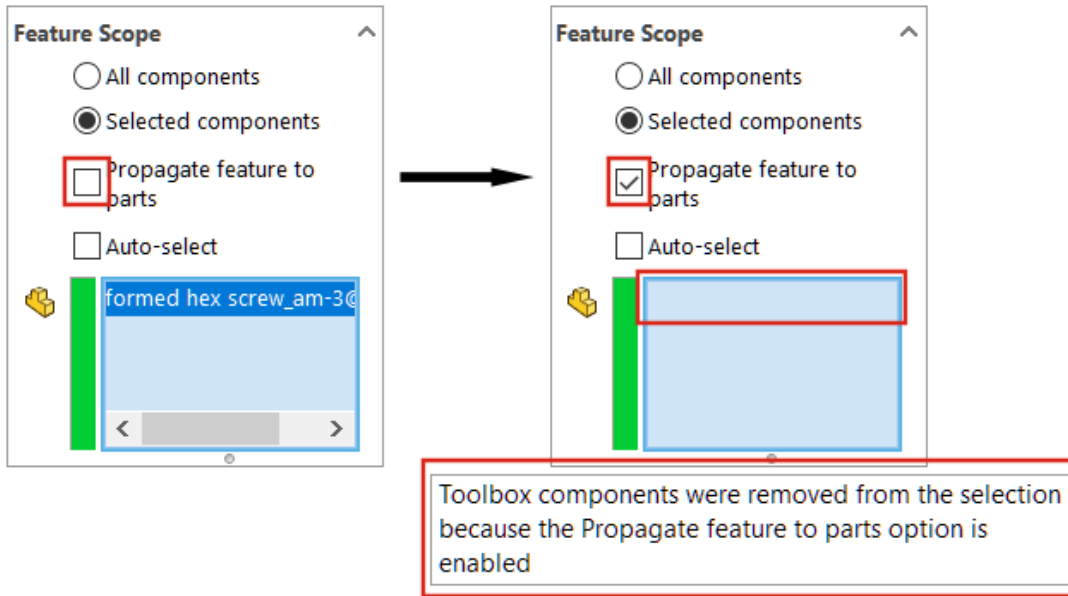 Feature Scope
All components
Selected components
Propagate feature to
parts
Auto-select
formed hex screw_am-3@
Feature Scope
All components
Selected components
Propagate feature to
parts
Auto-select
Toolbox components were removed from the selection
because the Propagate feature to parts option is
enabled